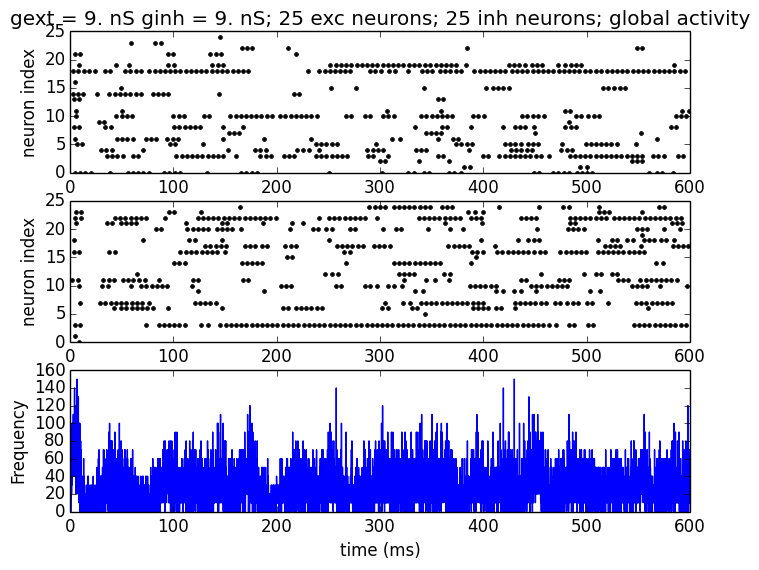 gext = 9. nS ginh = 9. nS; 25 exc neurons; 25 inh neurons; global activity
25
20
15
10
5
0
neuron index
0 100 200 300 400 500 600
25
20
15
10
5
0
neuron index
0 100 200 300 400 500 600
160
140
120
100
80
60
40
20
0
Frequency
0 100 200 300 400 500 600
time (ms)